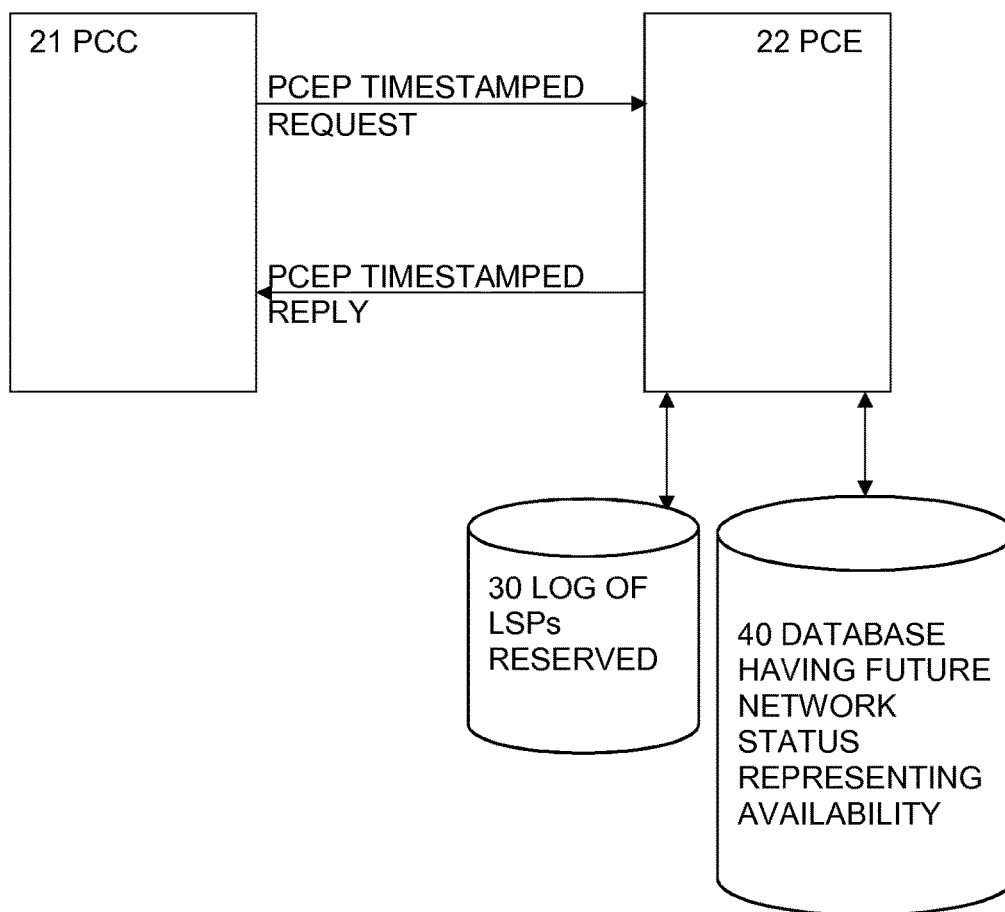 21 PCC
22 PCE
PCEP TIMESTAMPED
REQUEST
PCEP TIMESTAMPED
REPLY
30 LOG OF
LSPs
RESERVED
40 DATABASE
HAVING FUTURE
NETWORK
STATUS
REPRESENTING
AVAILABILITY